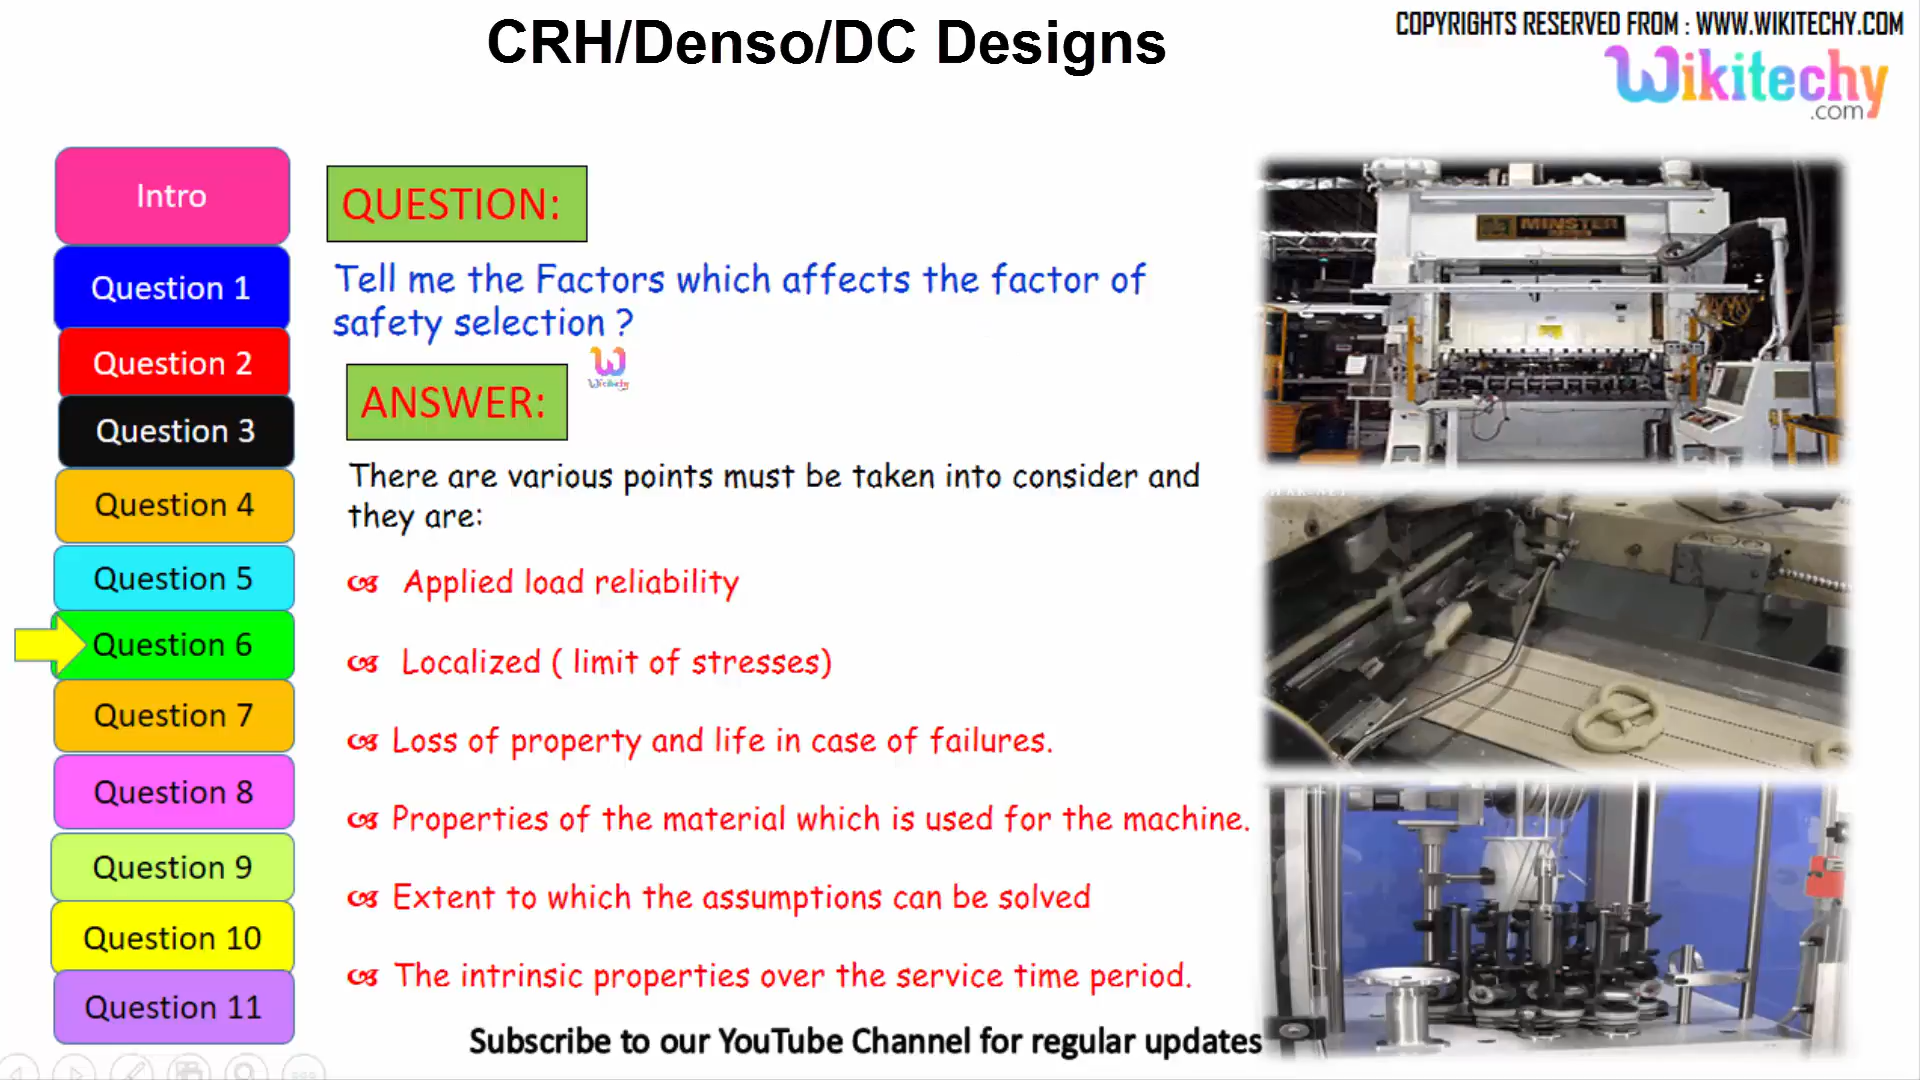 CRH/Denso/DC Designs
COPYRIGHTS RESERVED FROM : WWW.WIKITECHY.COM
Wikitechy
.com
Intro
Question 1
Question 2
Question 3
Question 4
Question 5
Question 6
Question 7
Question 8
Question 9
Question 10
Question 11
QUESTION:
Tell me the Factors which affects the factor of
safety selection ?
Wikitechy
ANSWER:
There are various points must be taken into consider and
they are:
Applied load reliability
Localized ( limit of stresses)
Loss of property and life in case of failures.
Properties of the material which is used for the machine.
Extent to which the assumptions can be solved
The intrinsic properties over the service time period.
Subscribe to our YouTube Channel for regular updates
MINSTER